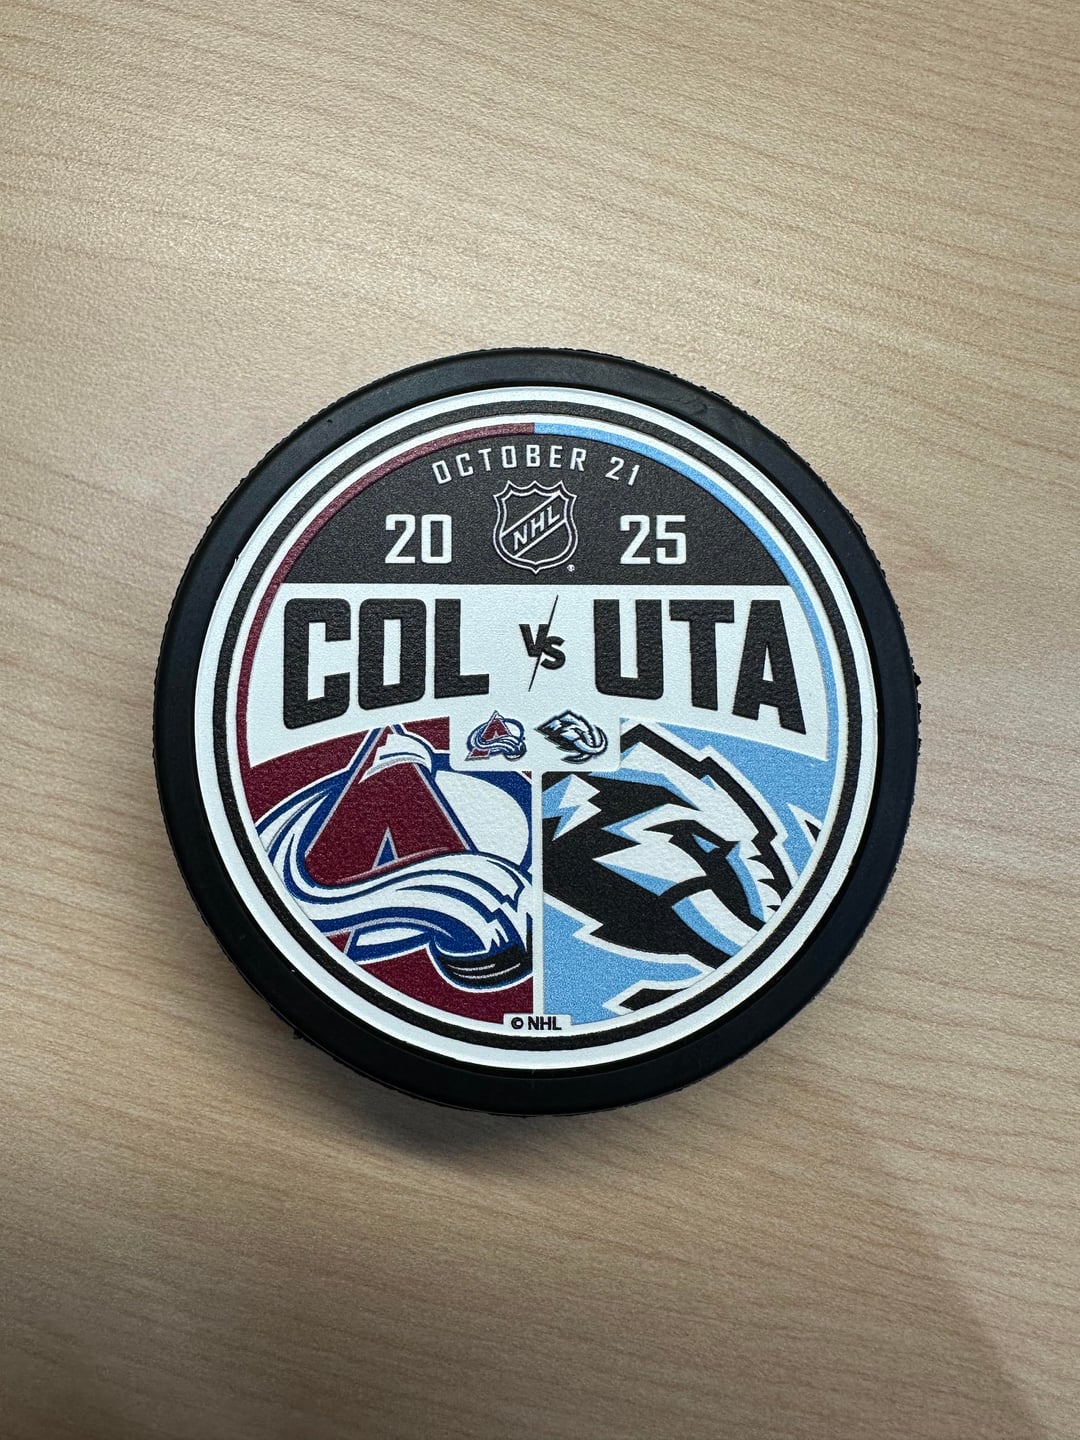 OCTOBER 21
20 NHL 25
COL VS UTA
© NHL